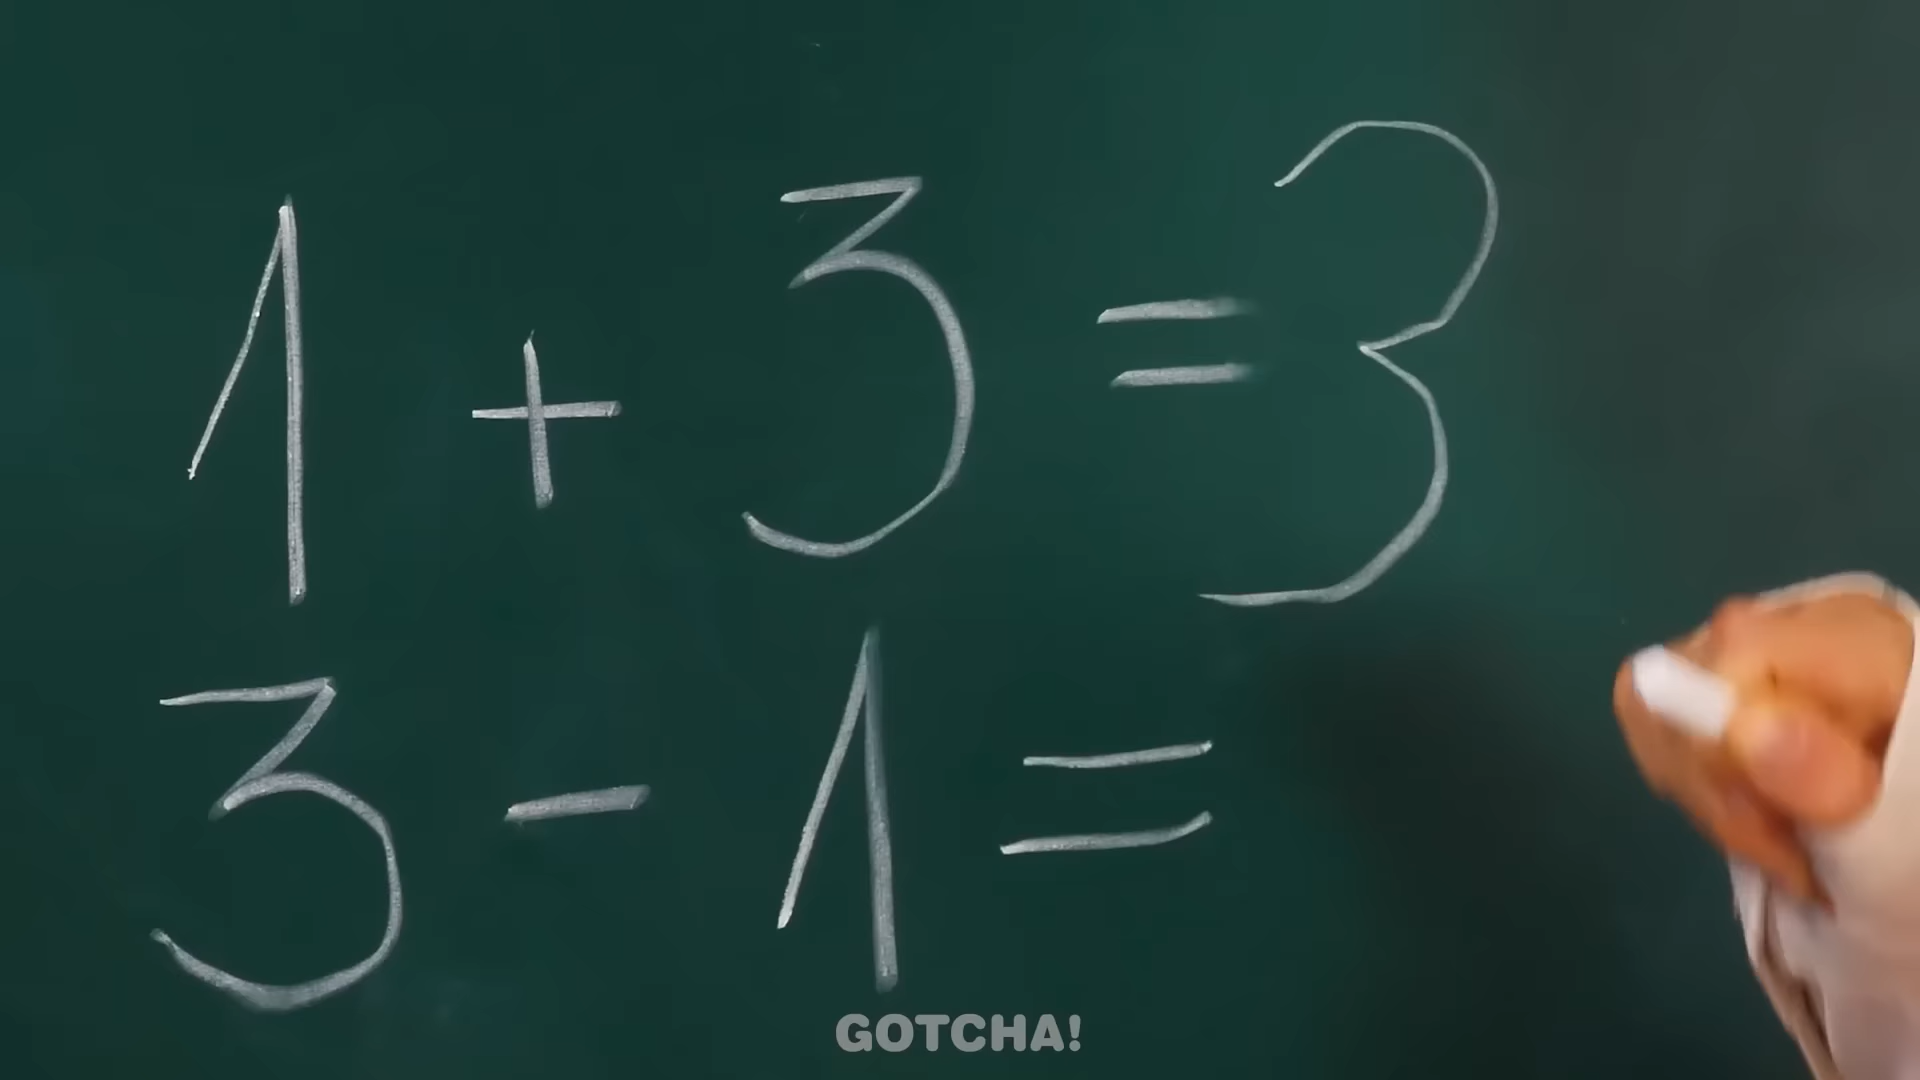 1 + 3 = 3
3 - 1 =
GOTCHA!